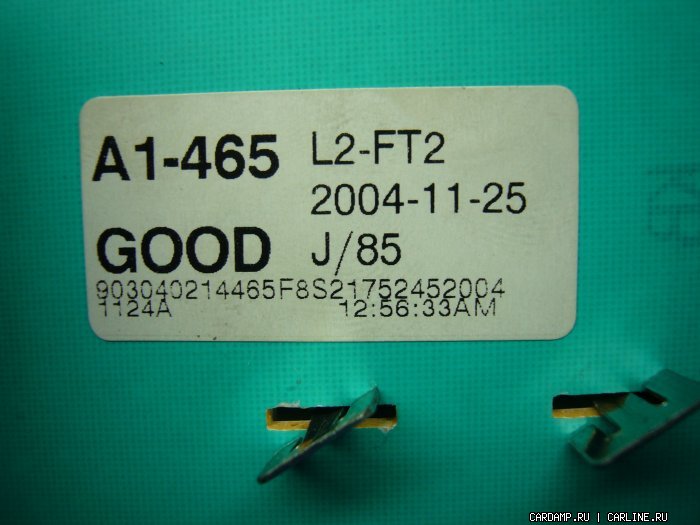 A1-465 L2-FT2
2004-11-25
GOOD J/85
903040214465F8S21752452004
1124A 12:56:33AM
CARDAMP.RU | CARLINE.RU